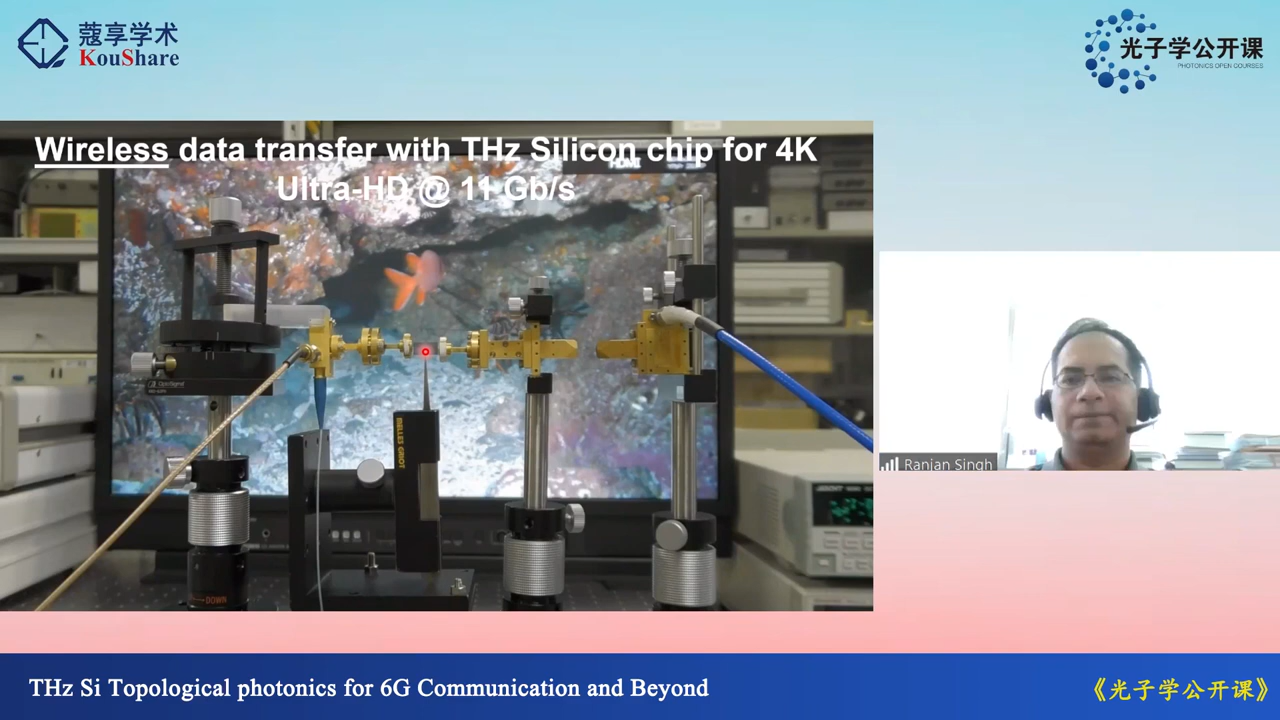 蔻享学术
KouShare
光子学公开课
PHOTONICS OPEN COURSES
Wireless data transfer with THz Silicon chip for 4K
Ultra-HD @ 11 Gb/s
Ranjan Singh
MELLES GRIOT
DOWN
THz Si Topological photonics for 6G Communication and Beyond
《光子学公开课》